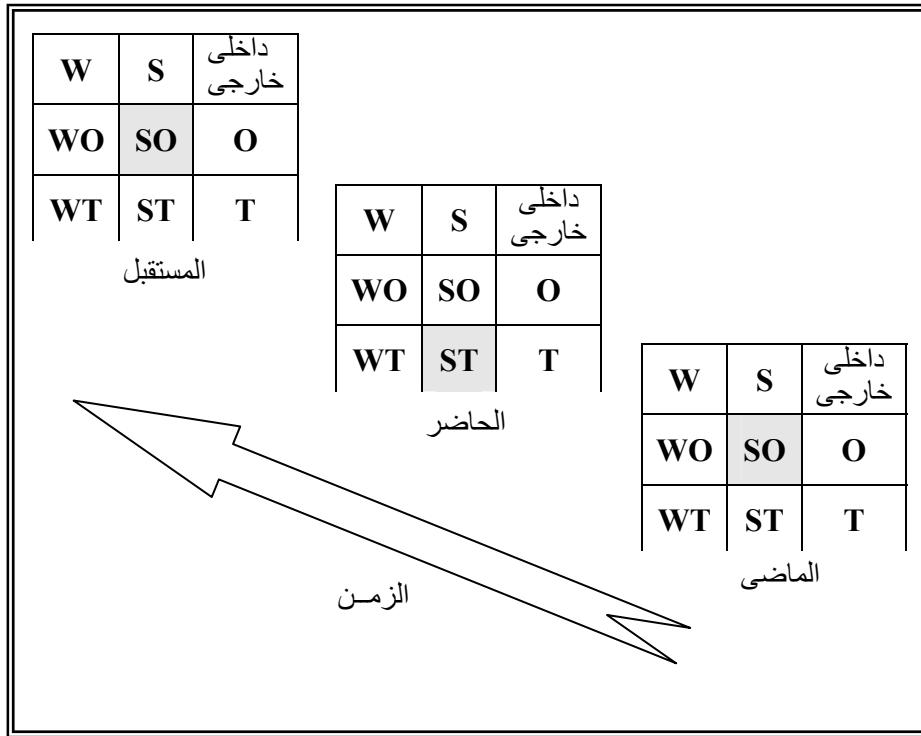 داخلى S W
خارجى
O SO WO
T ST WT
المستقبل
داخلى S W
خارجى
O SO WO
T ST WT
الحاضر
داخلى S W
خارجى
O SO WO
T ST WT
الماضى
الزمــن